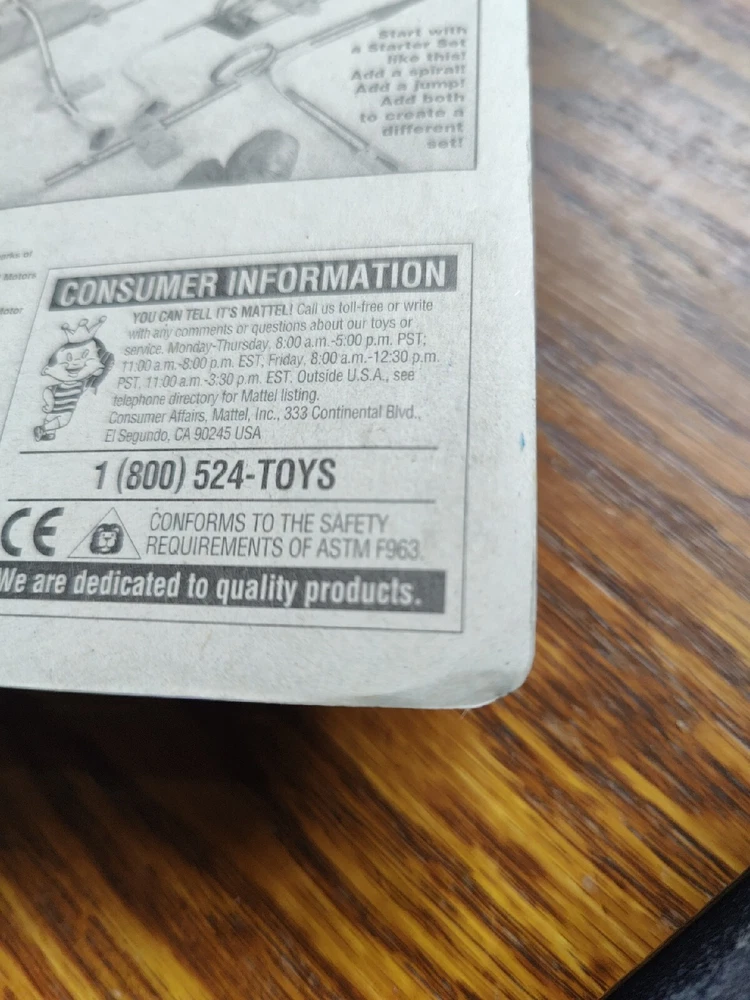 Start with
a Starter Set
like this!
Add a spiral!
Add a jump!
Add both
to create a
different
set!
Motors
CONSUMER INFORMATION
YOU CAN TELL IT'S MATTEL! Call us toll-free or write
with any comments or questions about our toys or
service. Monday-Thursday, 8:00 a.m.-5:00 p.m. PST;
11:00 a.m.-8:00 p.m. EST; Friday, 8:00 a.m.-12:30 p.m.
PST, 11:00 a.m.-3:30 p.m. EST. Outside U.S.A., see
telephone directory for Mattel listing.
Consumer Affairs, Mattel, Inc., 333 Continental Blvd.,
El Segundo, CA 90245 USA
1 (800) 524-TOYS
CE
CONFORMS TO THE SAFETY
REQUIREMENTS OF ASTM F963.
We are dedicated to quality products.